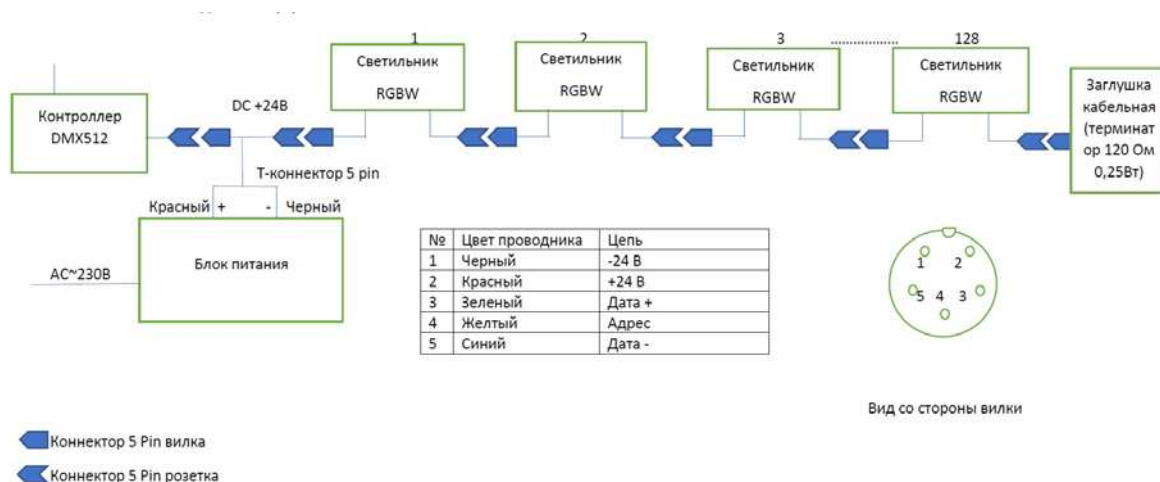 1
2
3
..................
128
Светильник
RGBW
Светильник
RGBW
Светильник
RGBW
Светильник
RGBW
Контроллер
DMX512
DC +24В
Заглушка
кабельная
(терминат
ор 120 Ом
0,25Вт)
Т-коннектор 5 pin
Красный + - Черный
Блок питания
AC~230В
№ Цвет проводника Цепь
1 Черный -24 В
2 Красный +24 В
3 Зеленый Дата +
4 Желтый Адрес
5 Синий Дата -
1 2
5 4 3
Вид со стороны вилки
Коннектор 5 Pin вилка
Коннектор 5 Pin розетка